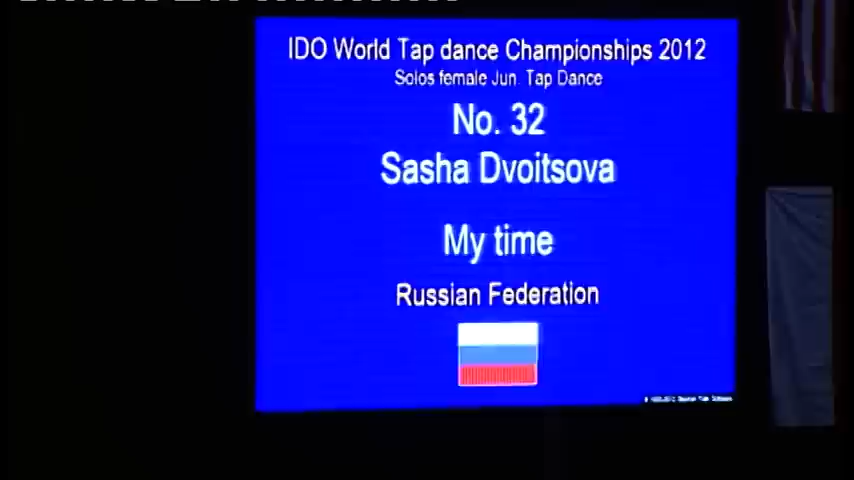 IDO World Tap dance Championships 2012
Solos female Jun. Tap Dance
No. 32
Sasha Dvoitsova
My time
Russian Federation